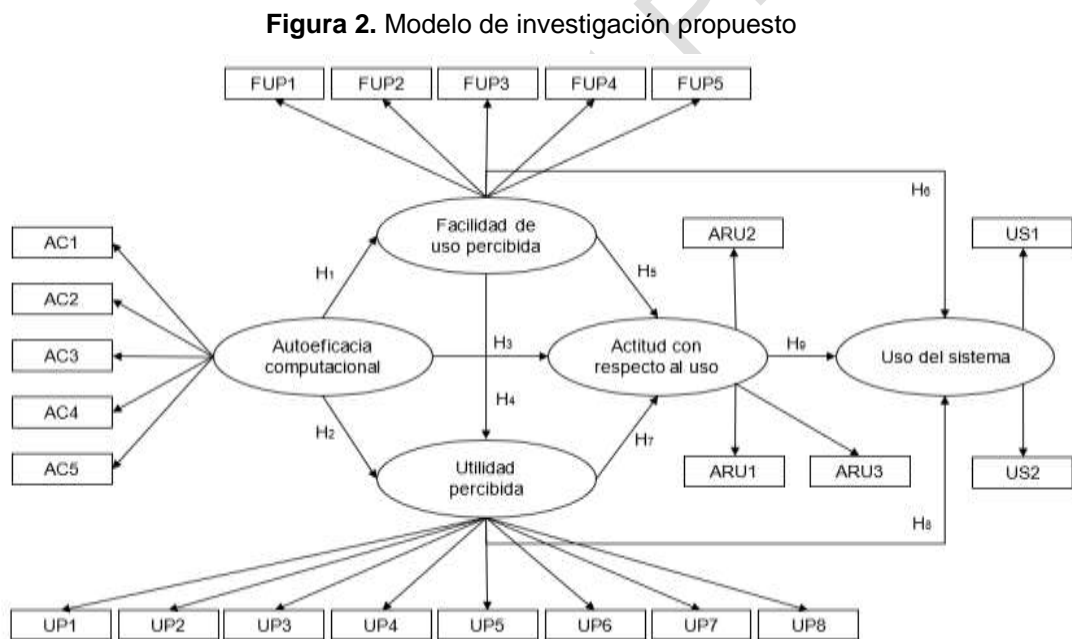 Figura 2. Modelo de investigación propuesto
FUP1 FUP2 FUP3 FUP4 FUP5
H6
Facilidad de
uso percibida
AC1
ARU2
US1
H1
H5
AC2
AC3
Autoeficacia
computacional
H3
Actitud con
respecto al uso
H9
Uso del sistema
AC4
H4
H2
H7
AC5
Utilidad
percibida
ARU1 ARU3
US2
H8
UP1 UP2 UP3 UP4 UP5 UP6 UP7 UP8